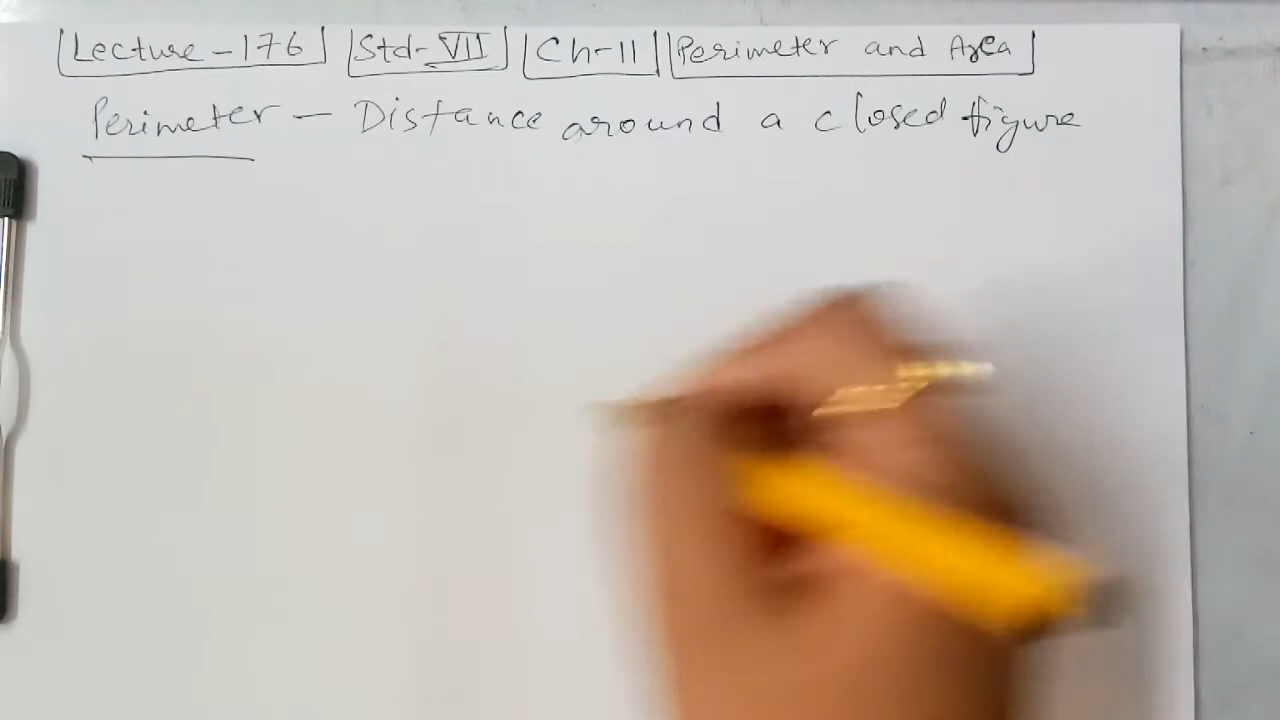 Lecture-176 Std-VII Ch-11 Perimeter and Area
Perimeter - Distance around a closed figure